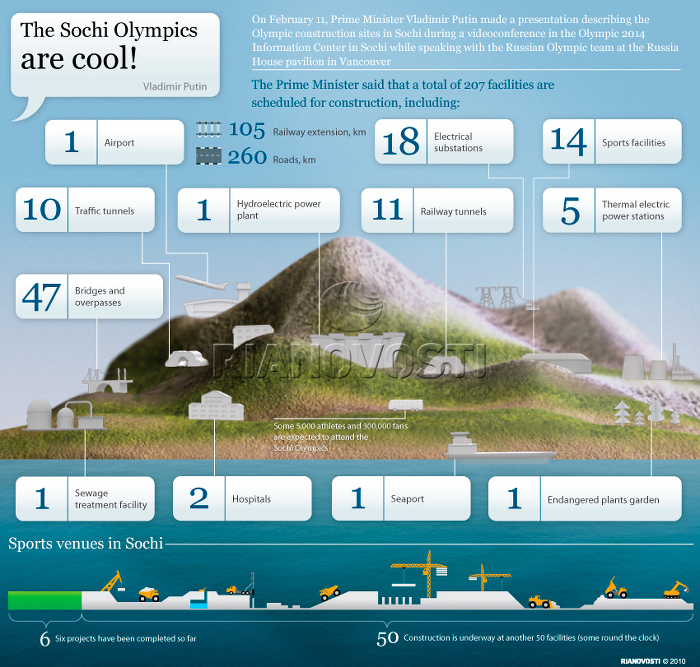 The Sochi Olympics
are cool!
Vladimir Putin
On February 11, Prime Minister Vladimir Putin made a presentation describing the
Olympic construction sites in Sochi during a videoconference in the Olympic 2014
Information Center in Sochi while speaking with the Russian Olympic team at the Russia
House pavilion in Vancouver
The Prime Minister said that a total of 207 facilities are
scheduled for construction, including:
1 Airport
105 Railway extension, km
260 Roads, km
18 Electrical
substations
14 Sports facilities
10 Traffic tunnels
1 Hydroelectric power
plant
11 Railway tunnels
5 Thermal electric
power stations
47 Bridges and
overpasses
RIANOVOSTI
Some 5,000 athletes and 300,000 fans
are expected to attend the
Sochi Olympics
1 Sewage
treatment facility
2 Hospitals
1 Seaport
1 Endangered plants garden
Sports venues in Sochi
6 Six projects have been completed so far
50 Construction is underway at another 50 facilities (some round the clock)
RIANOVOSTI © 2010